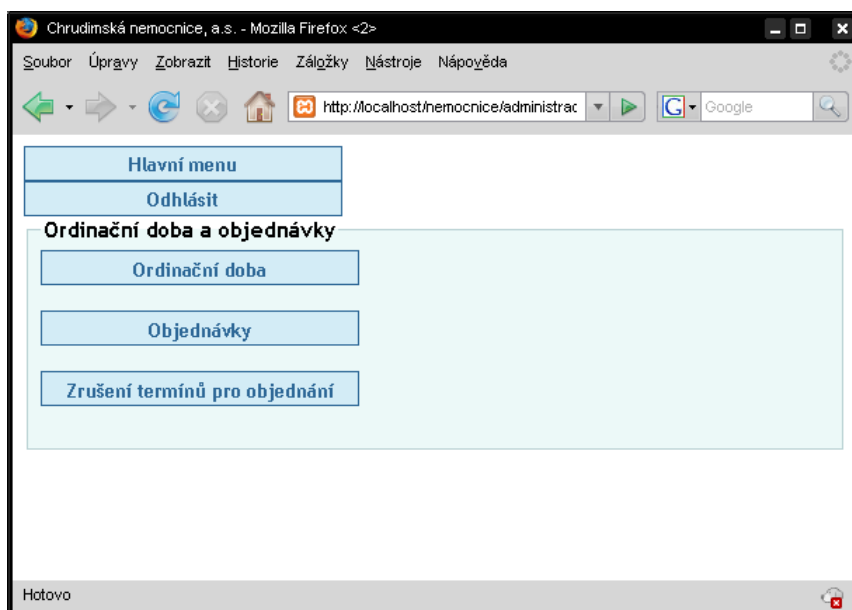 Chrudimská nemocnice, a.s. - Mozilla Firefox <2>
Soubor Úpravy Zobrazit Historie Záložky Nástroje Nápověda
http://localhost/nemocnice/administrac G Google
Hlavní menu
Odhlásit
Ordinační doba a objednávky
Ordinační doba
Objednávky
Zrušení termínů pro objednání
Hotovo